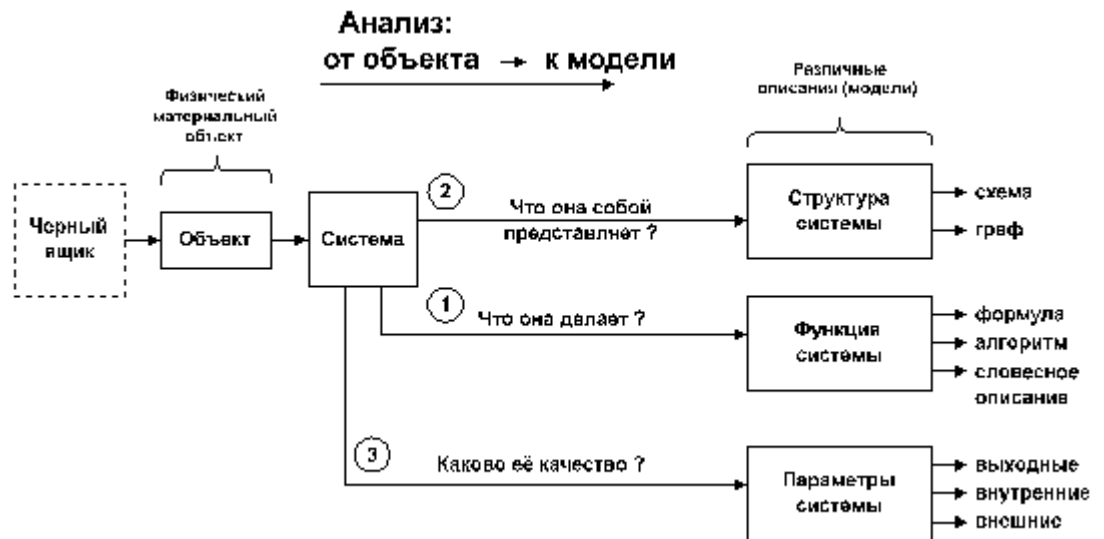 Анализ:
от объекта → к модели
Физический
материальный
объект
Различные
описания (модели)
Черный
ящик
Объект
Система
2
Что она собой
представляет ?
Структура
системы
схема
граф
1
Что она делает ?
Функция
системы
формула
алгоритм
словесное
описание
3
Каково её качество ?
Параметры
системы
выходные
внутренние
внешние